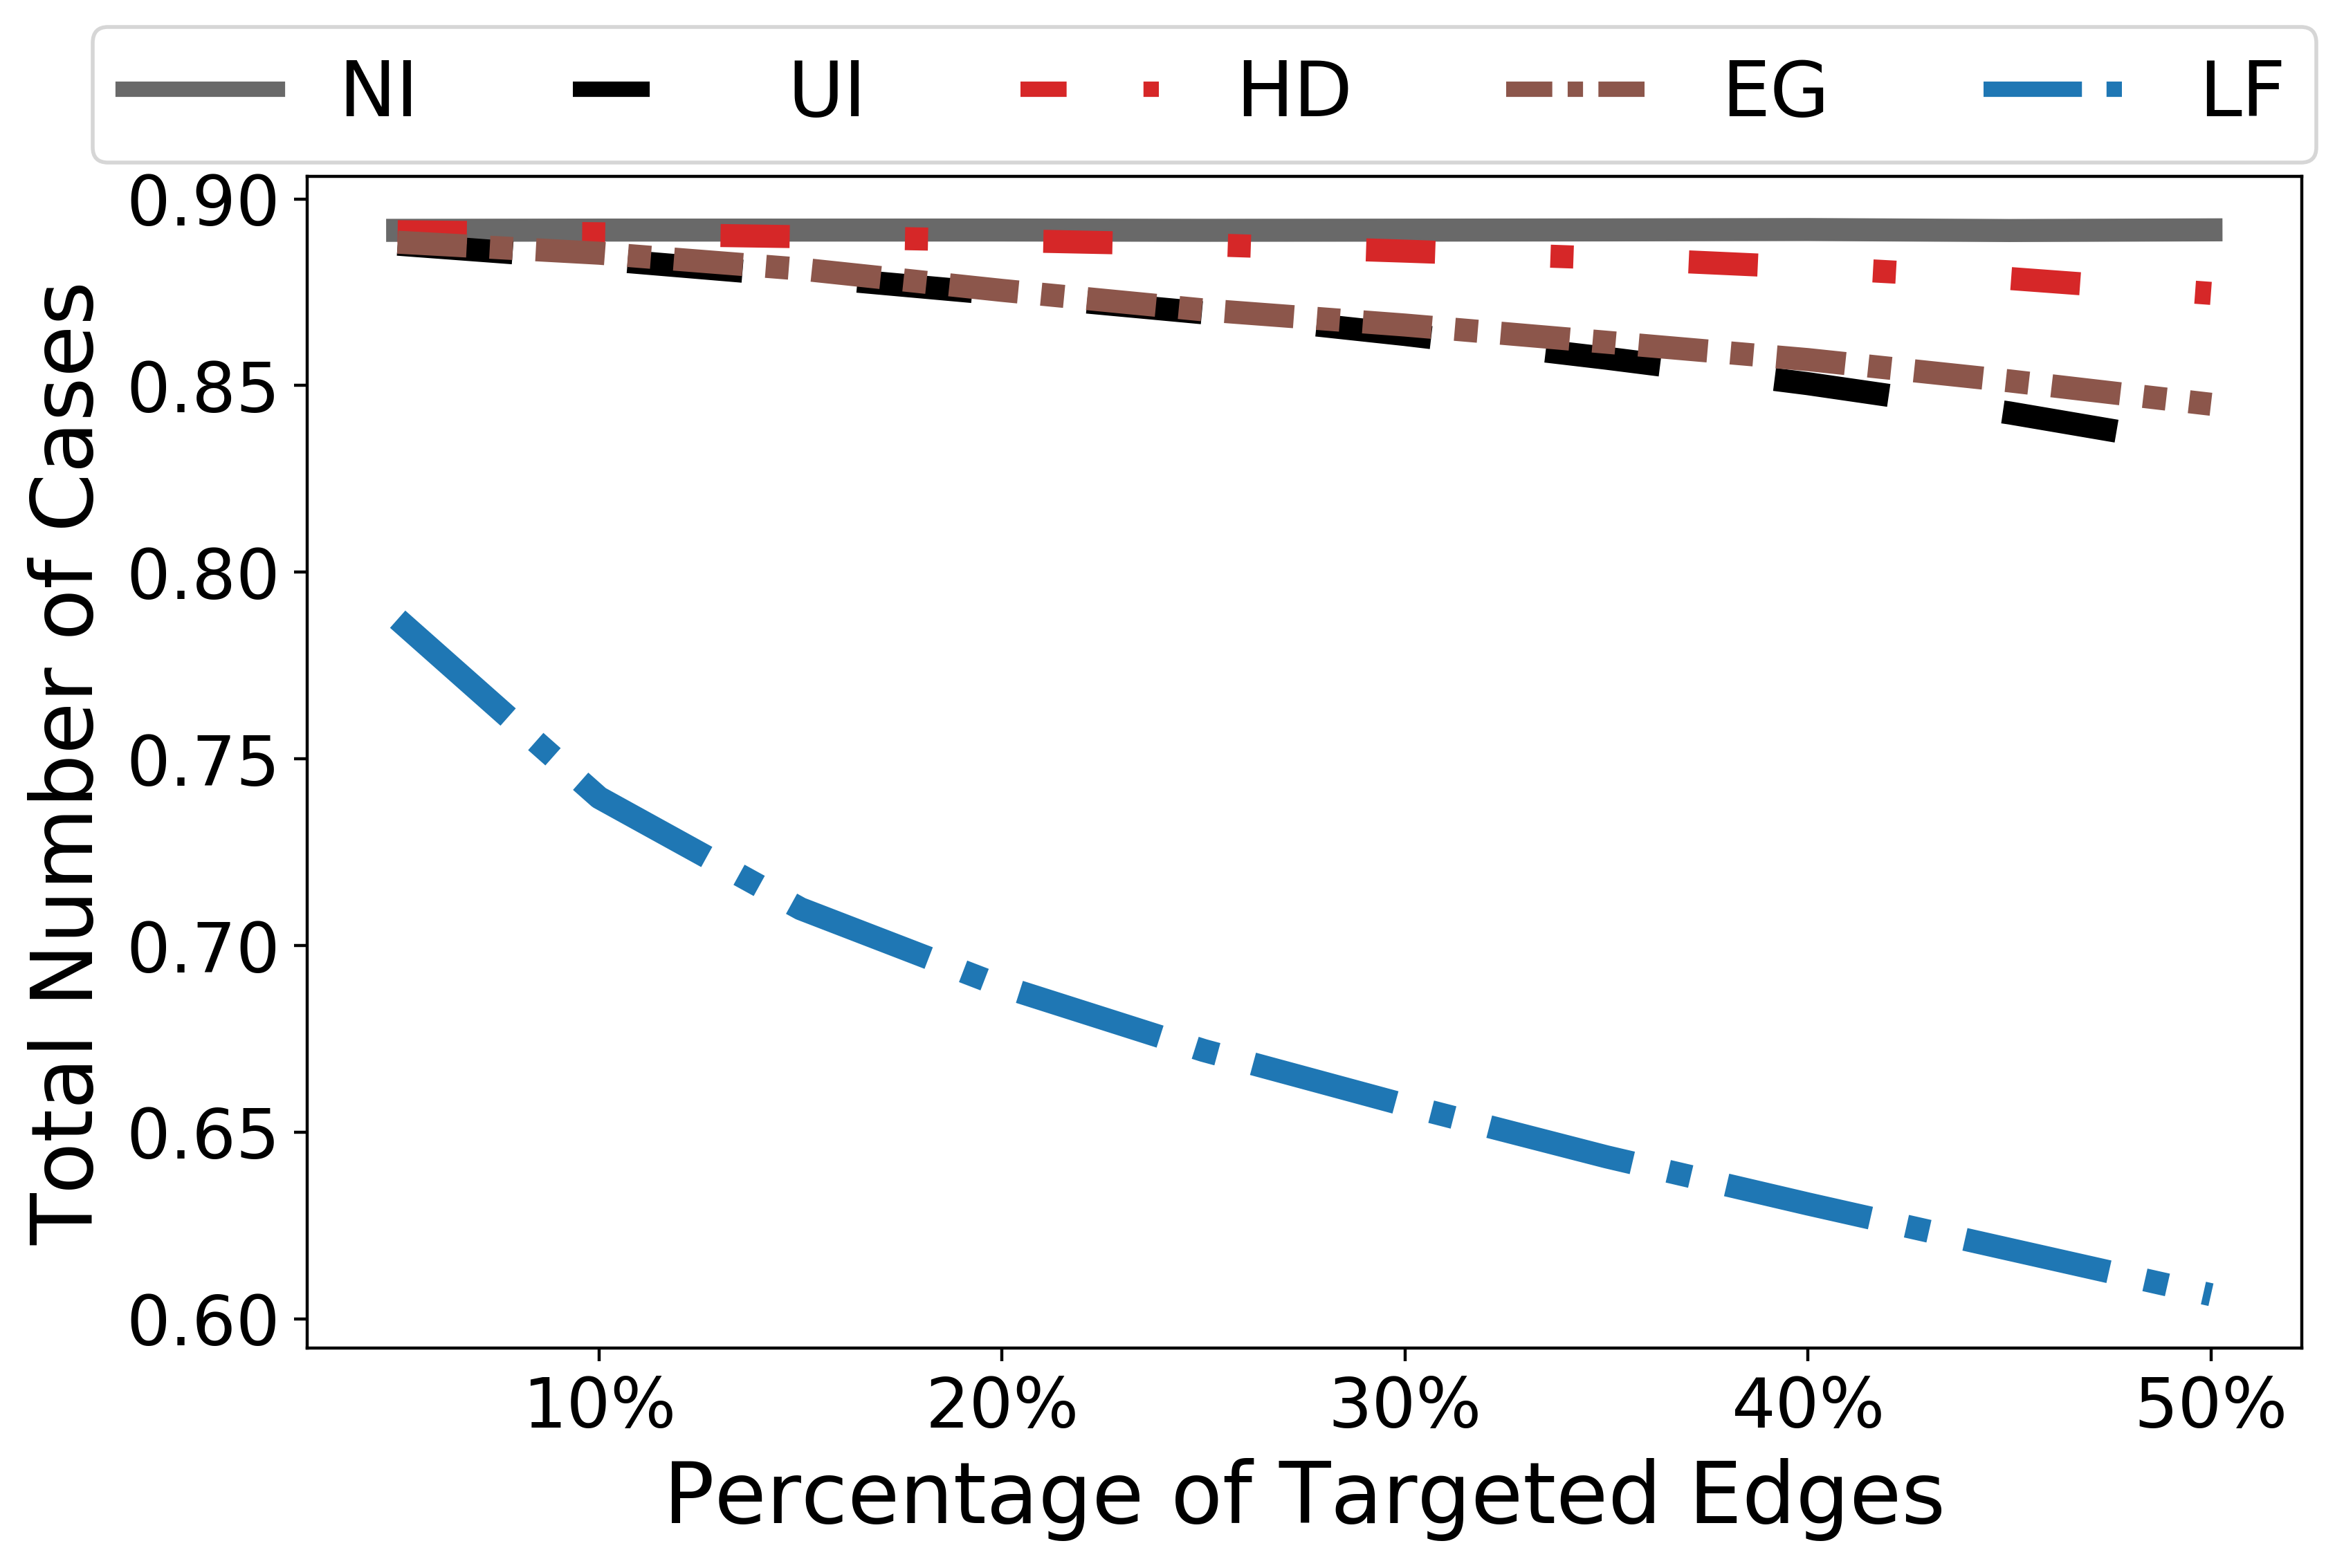 NI UI HD EG LF
0.90
0.85
0.80
0.75
0.70
0.65
0.60
Total Number of Cases
10% 20% 30% 40% 50%
Percentage of Targeted Edges